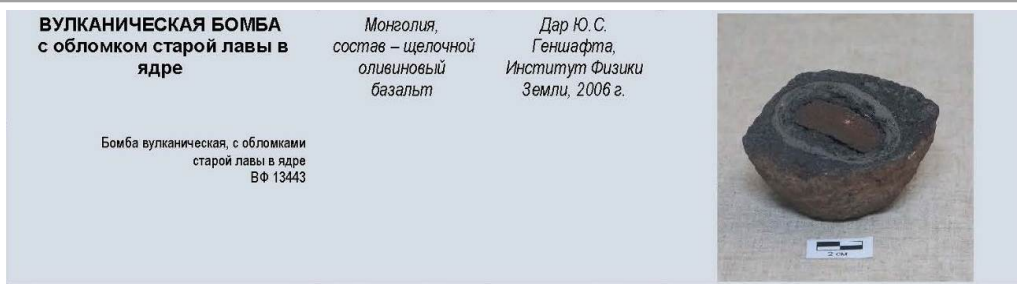 ВУЛКАНИЧЕСКАЯ БОМБА
с обломком старой лавы в
ядре
Монголия,
состав – щелочной
оливиновый
базальт
Дар Ю.С.
Геншафта,
Институт Физики
Земли, 2006 г.
Бомба вулканическая, с обломками
старой лавы в ядре
ВФ 13443
2 см